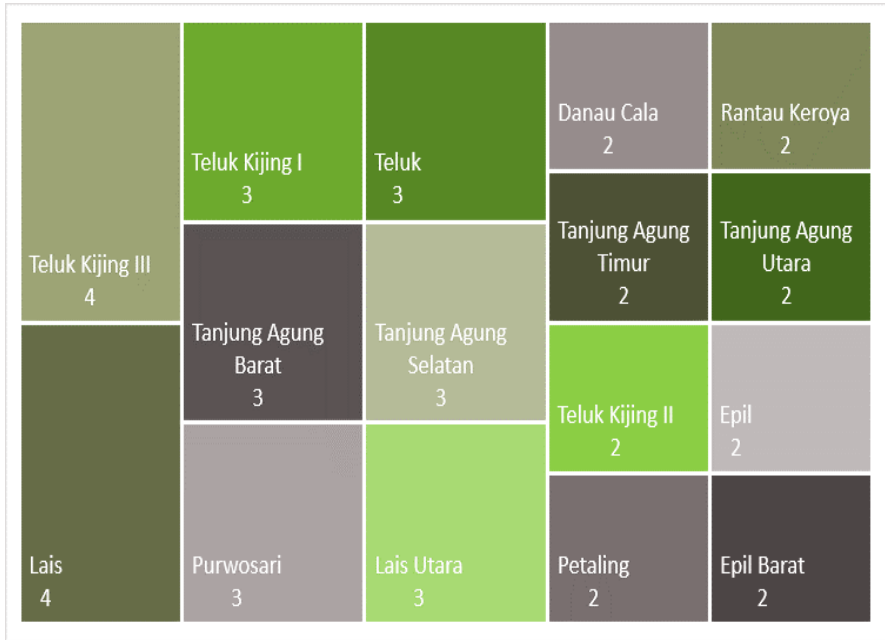 Teluk Kijing III
4
Lais
4
Teluk Kijing I
3
Tanjung Agung
Barat
3
Purwosari
3
Teluk
3
Tanjung Agung
Selatan
3
Lais Utara
3
Danau Cala
2
Tanjung Agung
Timur
2
Teluk Kijing II
2
Petaling
2
Rantau Keroya
2
Tanjung Agung
Utara
2
Epil
2
Epil Barat
2